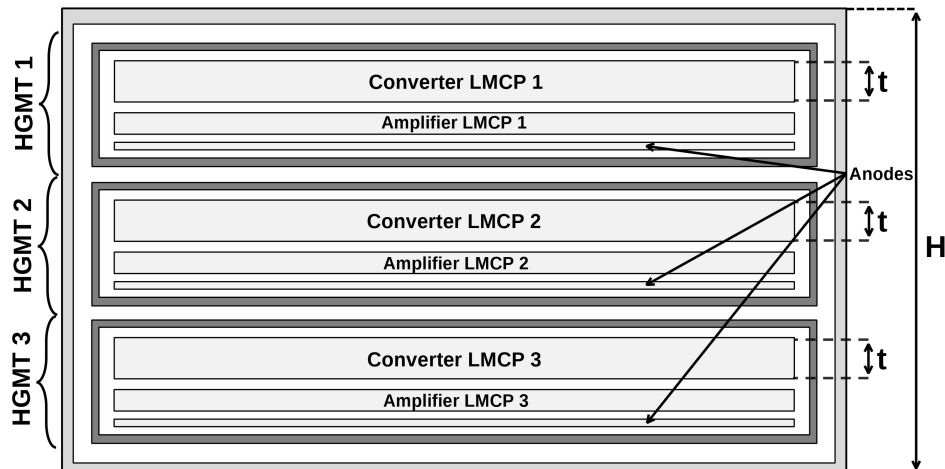 HGMT 1
Converter LMCP 1
t
Amplifier LMCP 1
Anodes
HGMT 2
Converter LMCP 2
t
H
Amplifier LMCP 2
HGMT 3
Converter LMCP 3
t
Amplifier LMCP 3